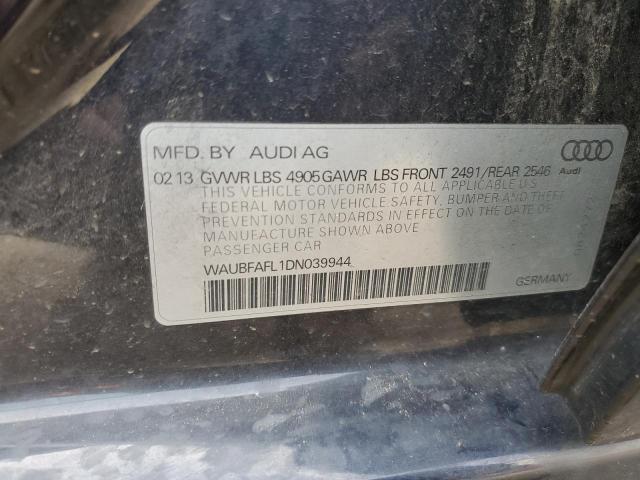 MFD. BY AUDI AG
02 13 GVWR LBS 4905 GAWR LBS FRONT 2491/REAR 2546 Audi
THIS VEHICLE CONFORMS TO ALL APPLICABLE U.S.
FEDERAL MOTOR VEHICLE SAFETY, BUMPER AND THEFT
PREVENTION STANDARDS IN EFFECT ON THE DATE OF
MANUFACTURE SHOWN ABOVE
PASSENGER CAR
WAUBFAFL1DN039944
GERMANY